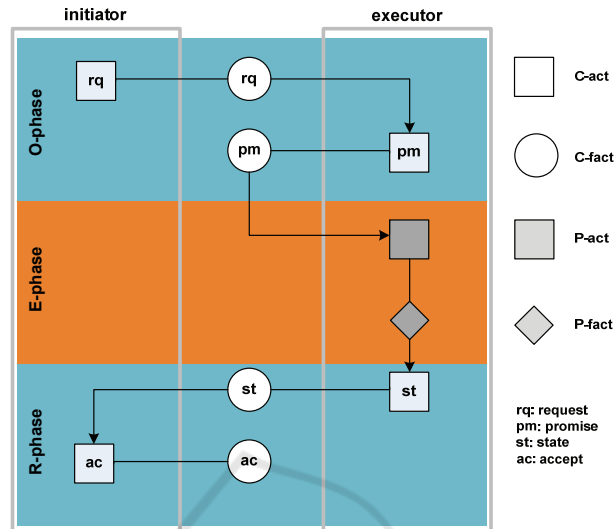 initiator
executor
O-phase
rq
rq
pm
pm
E-phase
R-phase
st
st
ac
ac
C-act
C-fact
P-act
P-fact
rq: request
pm: promise
st: state
ac: accept